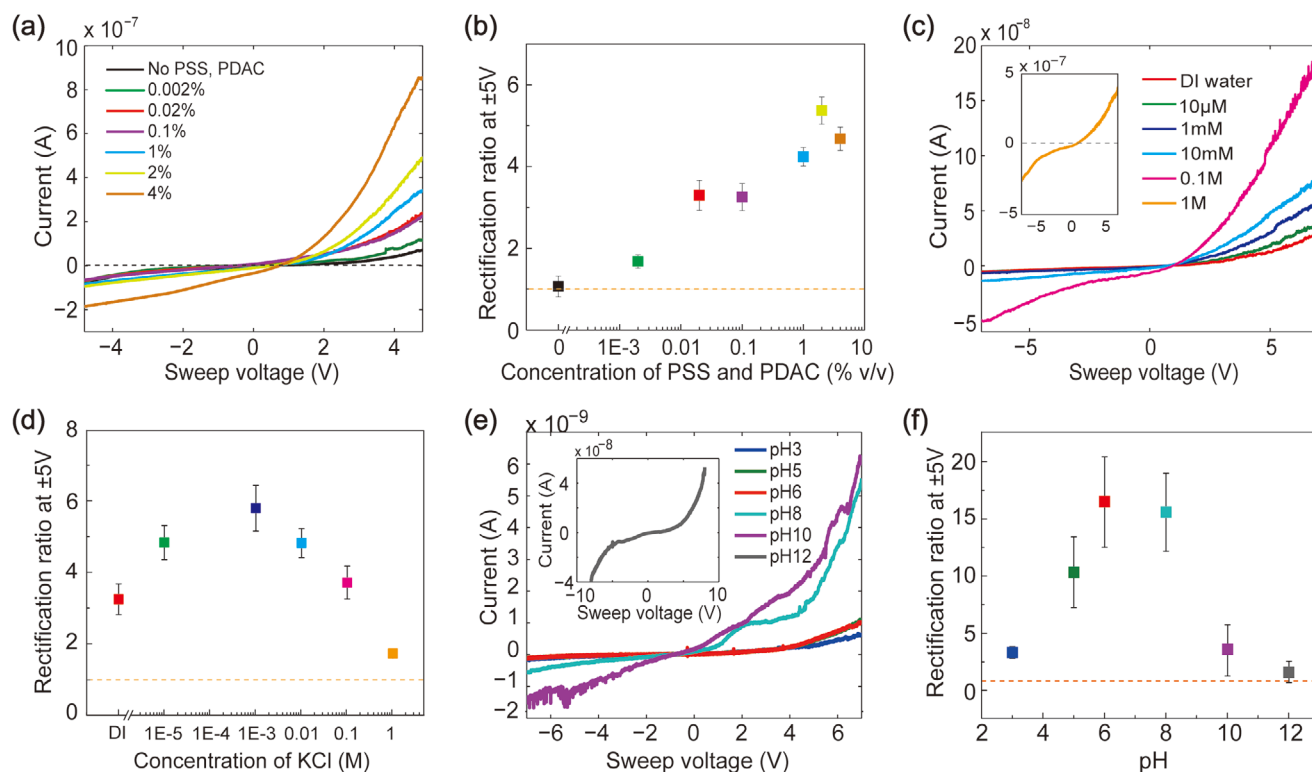 (a)
x 10⁻⁷
Current (A)
10
8
6
4
2
0
−2
No PSS, PDAC
0.002%
0.02%
0.1%
1%
2%
4%
−4 −2 0 2 4
Sweep voltage (V)
(b)
Rectification ratio at ±5V
6
4
2
0
0 1E-3 0.01 0.1 1 10
Concentration of PSS and PDAC (% v/v)
(c)
x 10⁻⁸
Current (A)
20
15
10
5
0
−5
x 10⁻⁷
5
0
−5
−5 0 5
DI water
10μM
1mM
10mM
0.1M
1M
−5 0 5
Sweep voltage (V)
(d)
Rectification ratio at ±5V
8
6
4
2
0
DI 1E-5 1E-4 1E-3 0.01 0.1 1
Concentration of KCl (M)
(e)
x 10⁻⁹
Current (A)
6
5
4
3
2
1
0
−1
−2
x 10⁻⁸
Current (A)
4
0
−4
−10 0 10
Sweep voltage (V)
pH3
pH5
pH6
pH8
pH10
pH12
−6 −4 −2 0 2 4 6
Sweep voltage (V)
(f)
Rectification ratio at ±5V
20
15
10
5
0
2 4 6 8 10 12
pH